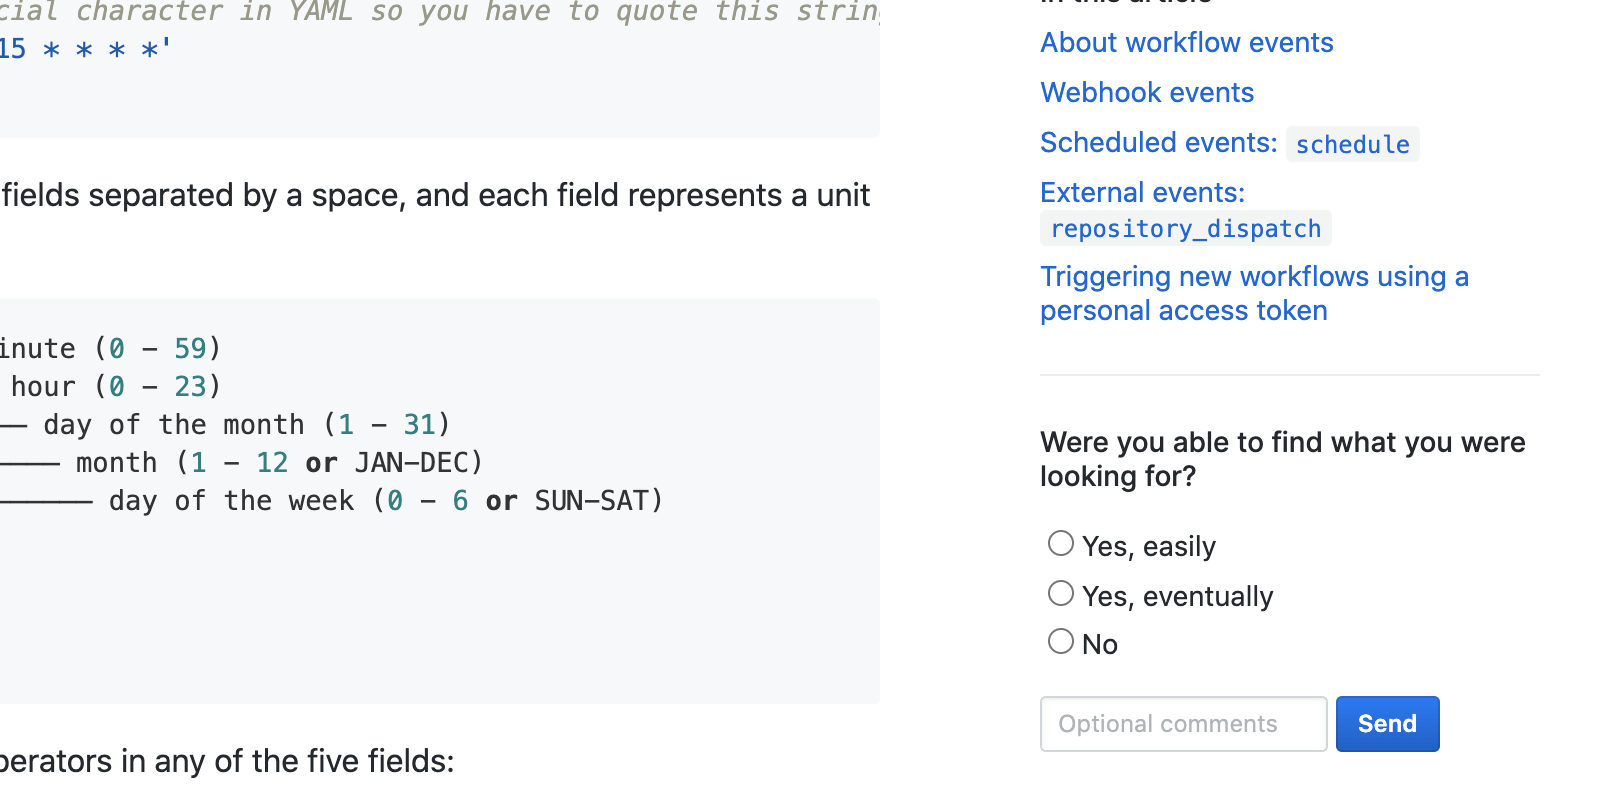 cial character in YAML so you have to quote this string
15 * * * *'
fields separated by a space, and each field represents a unit
inute (0 - 59)
hour (0 - 23)
day of the month (1 - 31)
month (1 - 12 or JAN-DEC)
day of the week (0 - 6 or SUN-SAT)
perators in any of the five fields:
In this article
About workflow events
Webhook events
Scheduled events: schedule
External events:
repository_dispatch
Triggering new workflows using a
personal access token
Were you able to find what you were
looking for?
Yes, easily
Yes, eventually
No
Optional comments
Send